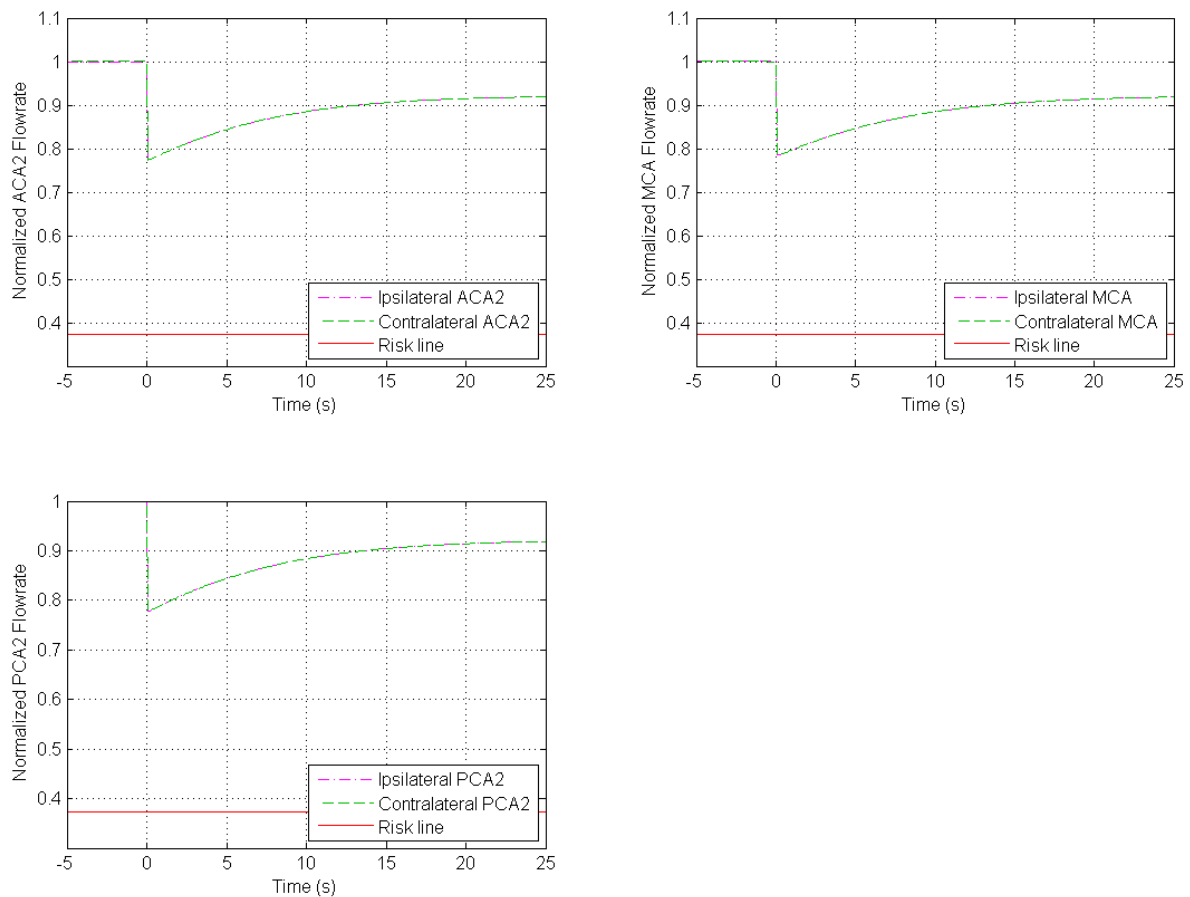 1.1
1
0.9
0.8
0.7
0.6
0.5
0.4
Normalized ACA2 Flowrate
Ipsilateral ACA2
Contralateral ACA2
Risk line
-5 0 5 10 15 20 25
Time (s)
1.1
1
0.9
0.8
0.7
0.6
0.5
0.4
Normalized MCA Flowrate
Ipsilateral MCA
Contralateral MCA
Risk line
-5 0 5 10 15 20 25
Time (s)
1
0.9
0.8
0.7
0.6
0.5
0.4
Normalized PCA2 Flowrate
Ipsilateral PCA2
Contralateral PCA2
Risk line
-5 0 5 10 15 20 25
Time (s)